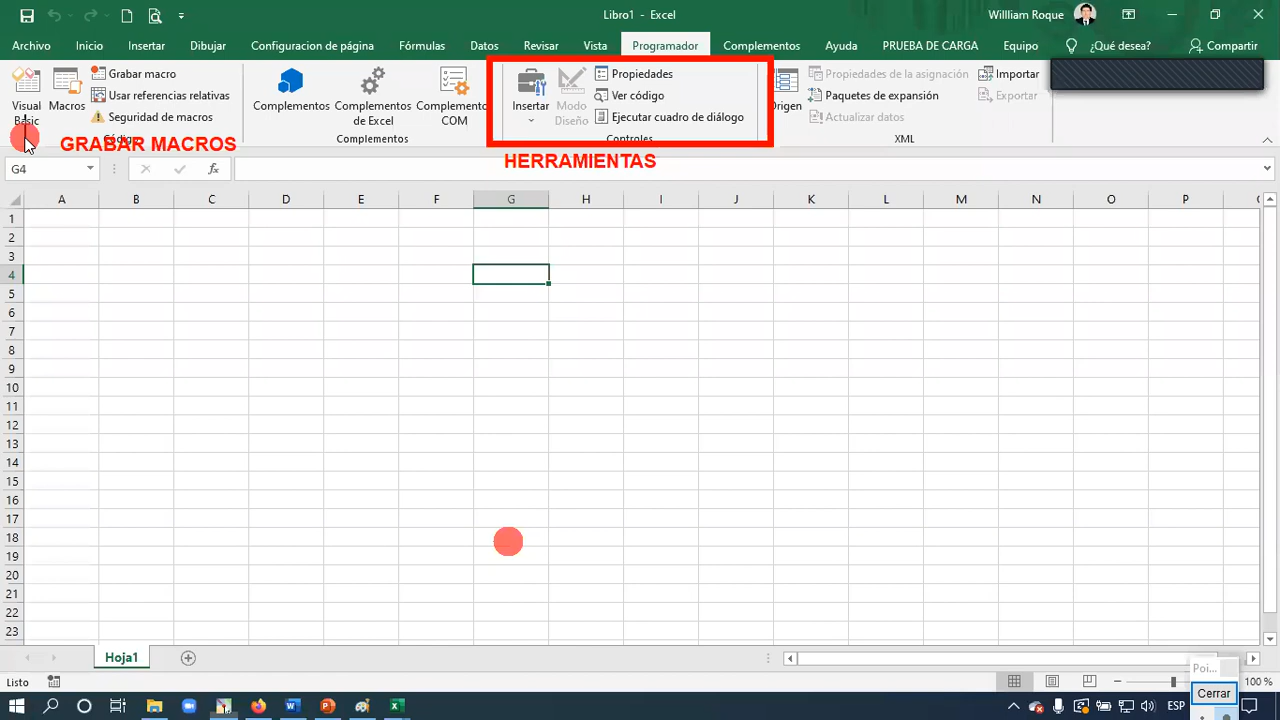 Libro1 - Excel
Willliam Roque
Archivo Inicio Insertar Dibujar Configuracion de página Fórmulas Datos Revisar Vista Programador Complementos Ayuda PRUEBA DE CARGA Equipo ¿Qué desea? Compartir
Visual Basic
Macros
Grabar macro
Usar referencias relativas
Seguridad de macros
GRABAR MACROS
Complementos
Complementos de Excel
Complemento COM
Complementos
Insertar
Modo Diseño
Propiedades
Ver código
Ejecutar cuadro de diálogo
Controles
HERRAMIENTAS
Origen
Propiedades de la asignación
Paquetes de expansión
Actualizar datos
Importar
Exportar
XML
G4
fx
A B C D E F G H I J K L M N O P
1
2
3
4
5
6
7
8
9
10
11
12
13
14
15
16
17
18
19
20
21
22
23
Hoja1
Listo
Poi...
100 %
Cerrar
ESP